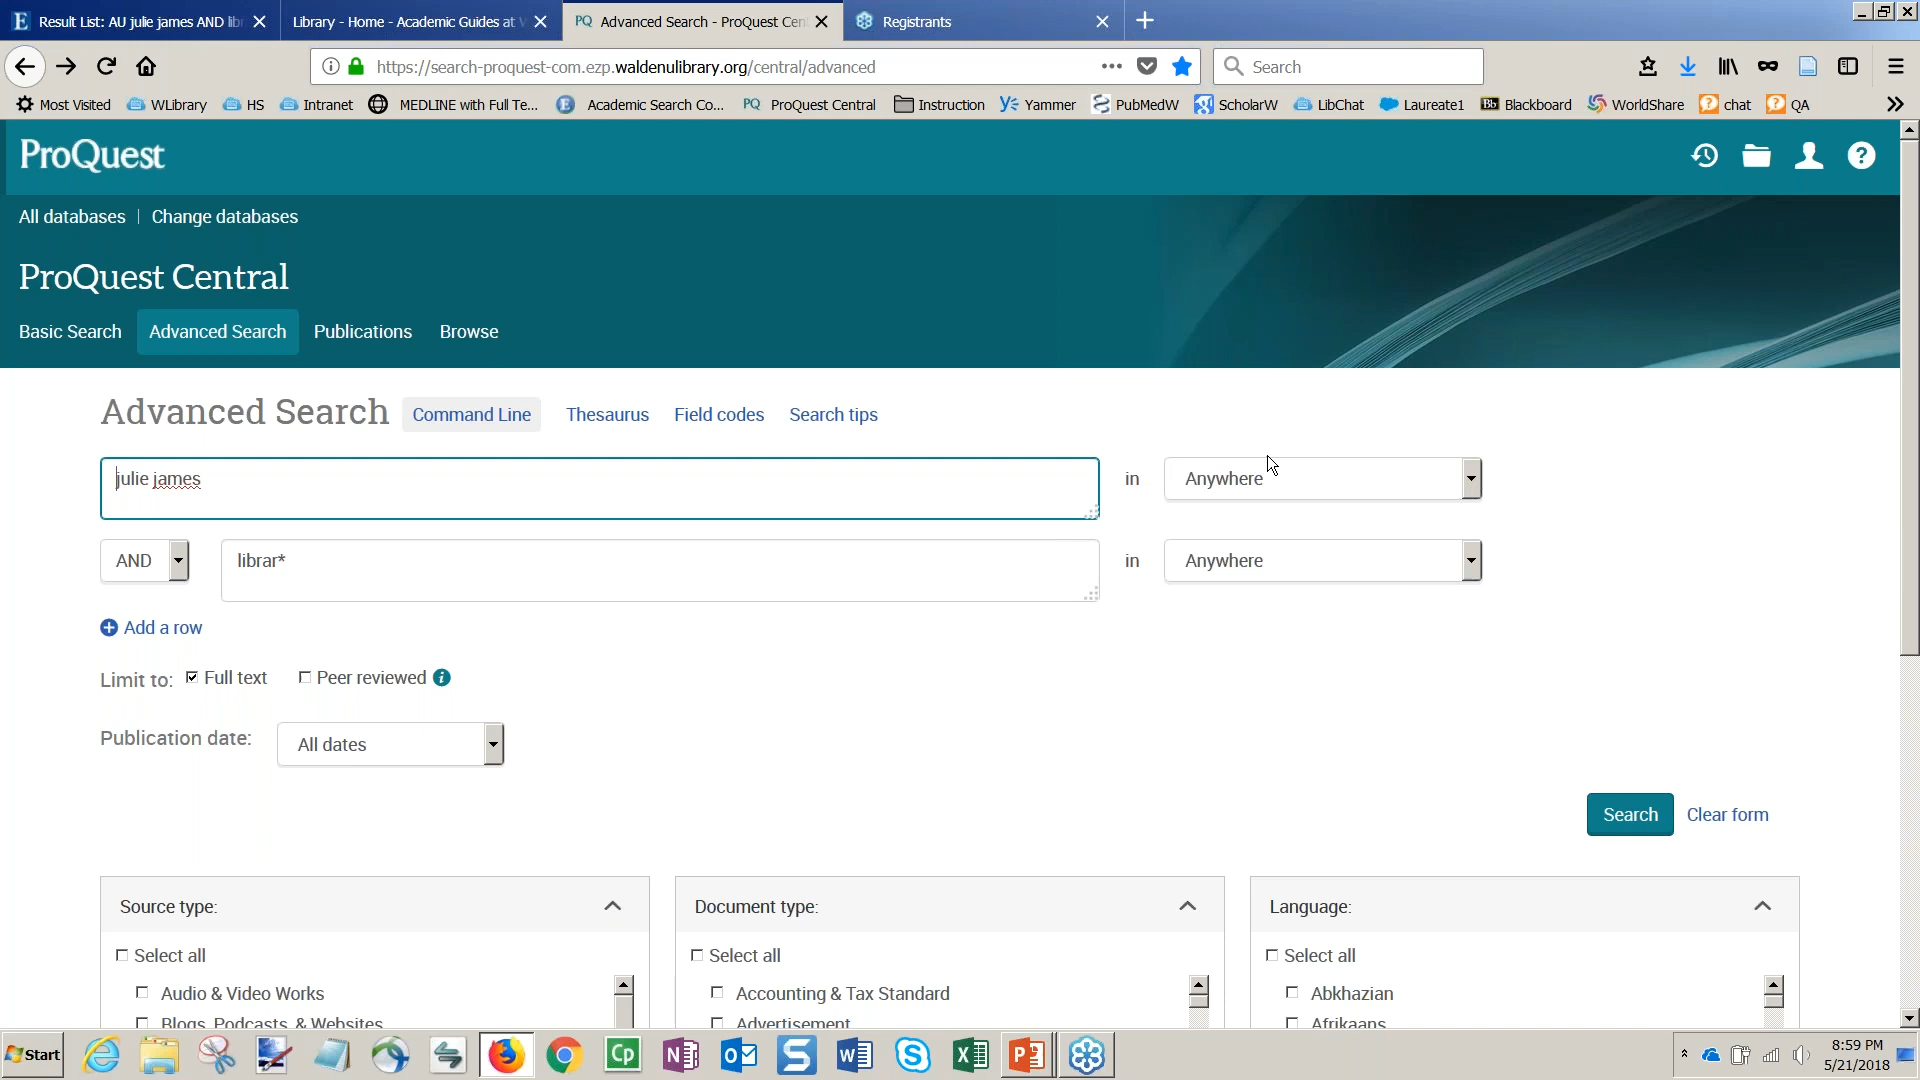 Result List: AU julie james AND lib
Library - Home - Academic Guides at
Advanced Search - ProQuest Cen
Registrants
https://search-proquest-com.ezp.waldenulibrary.org/central/advanced
Search
Most Visited
WLibrary
HS
Intranet
MEDLINE with Full Te...
Academic Search Co...
PQ ProQuest Central
Instruction
Yammer
PubMedW
ScholarW
LibChat
Laureate1
Bb Blackboard
WorldShare
chat
QA
ProQuest
All databases | Change databases
ProQuest Central
Basic Search
Advanced Search
Publications
Browse
Advanced Search
Command Line
Thesaurus
Field codes
Search tips
julie james
in
Anywhere
AND
librar*
in
Anywhere
Add a row
Limit to:
Full text
Peer reviewed
Publication date:
All dates
Search
Clear form
Source type:
Document type:
Language:
Select all
Select all
Select all
Audio & Video Works
Accounting & Tax Standard
Abkhazian
Blogs, Podcasts, & Websites
Advertisement
Afrikaans
Start
8:59 PM
5/21/2018